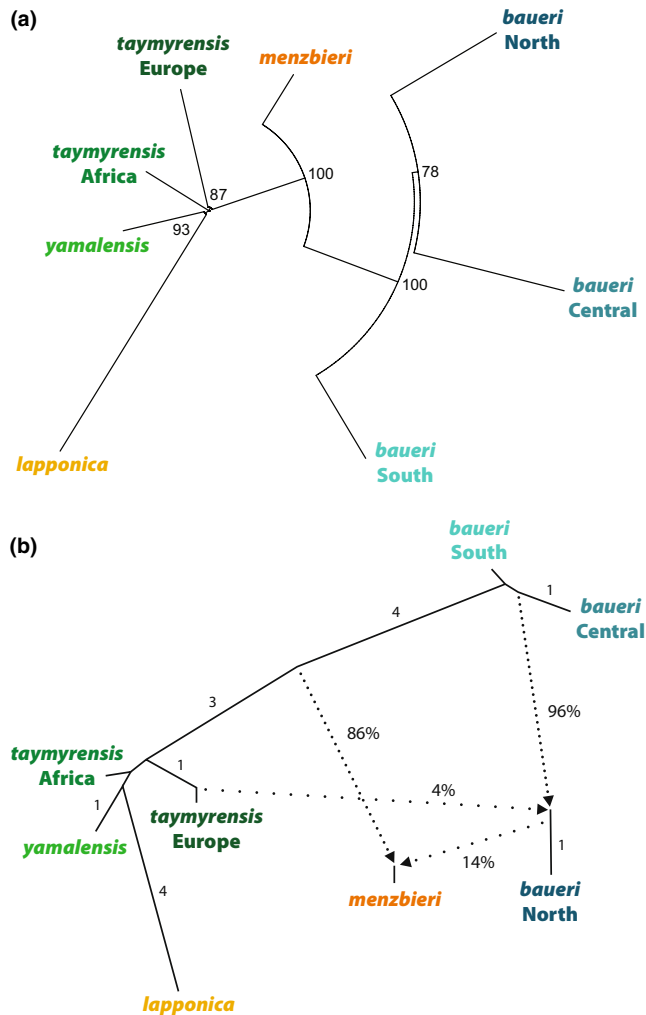 (a)
baueri
North
taymyrensis
Europe
menzbieri
taymyrensis
Africa
100
78
87
93
yamalensis
100
baueri
Central
baueri
South
lapponica
(b)
baueri
South
1
baueri
Central
4
3
96%
86%
taymyrensis
Africa
1
4%
1
taymyrensis
Europe
yamalensis
1
14%
4
menzbieri
baueri
North
lapponica